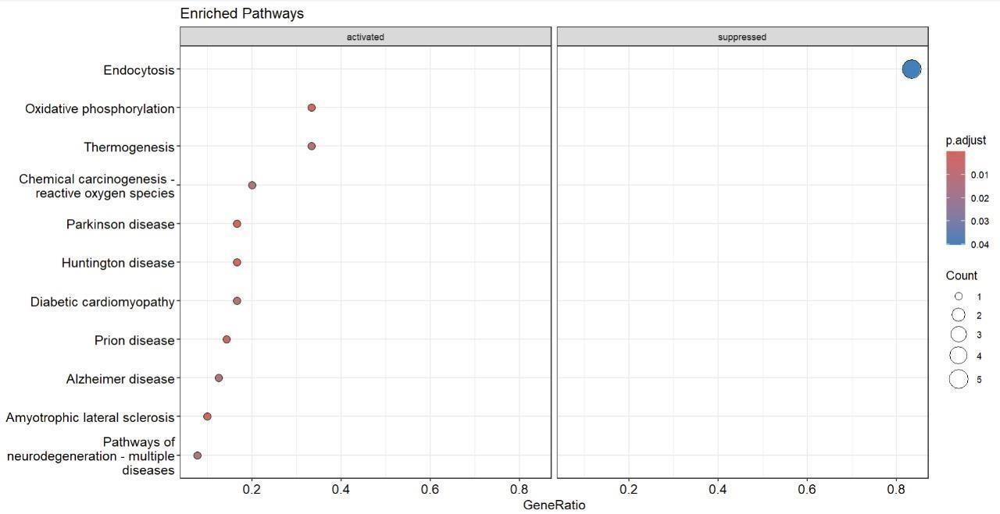 Enriched Pathways
activated
suppressed
Endocytosis
Oxidative phosphorylation
Thermogenesis
Chemical carcinogenesis -
reactive oxygen species
Parkinson disease
Huntington disease
Diabetic cardiomyopathy
Prion disease
Alzheimer disease
Amyotrophic lateral sclerosis
Pathways of
neurodegeneration - multiple
diseases
0.2 0.4 0.6 0.8
0.2 0.4 0.6 0.8
GeneRatio
p.adjust
0.01
0.02
0.03
0.04
Count
1
2
3
4
5